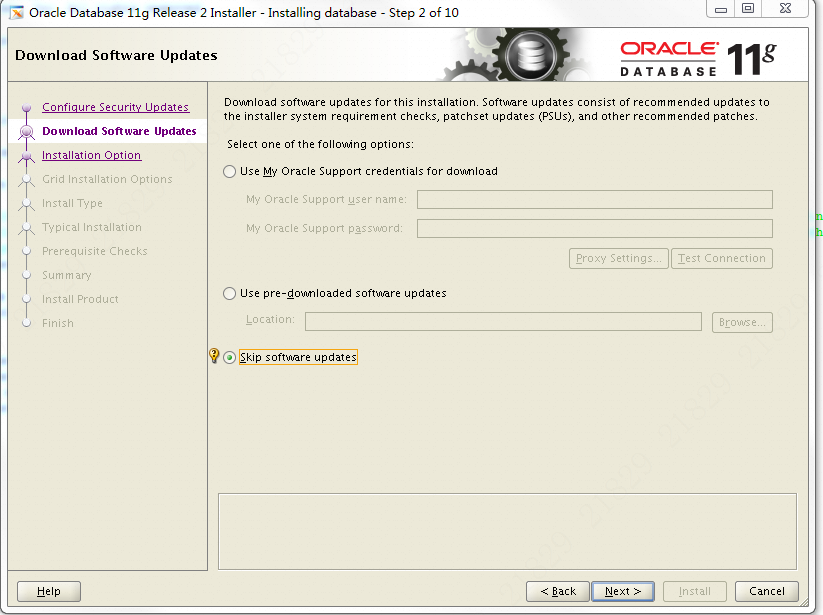 Oracle Database 11g Release 2 Installer - Installing database - Step 2 of 10
Download Software Updates
ORACLE
DATABASE
11g
Configure Security Updates
Download Software Updates
Installation Option
Grid Installation Options
Install Type
Typical Installation
Prerequisite Checks
Summary
Install Product
Finish
Download software updates for this installation. Software updates consist of recommended updates to
the installer system requirement checks, patchset updates (PSUs), and other recommended patches.
Select one of the following options:
Use My Oracle Support credentials for download
My Oracle Support user name:
My Oracle Support password:
Proxy Settings...
Test Connection
Use pre-downloaded software updates
Location:
Browse...
Skip software updates
Help
< Back
Next >
Install
Cancel
n
h
21829 21829